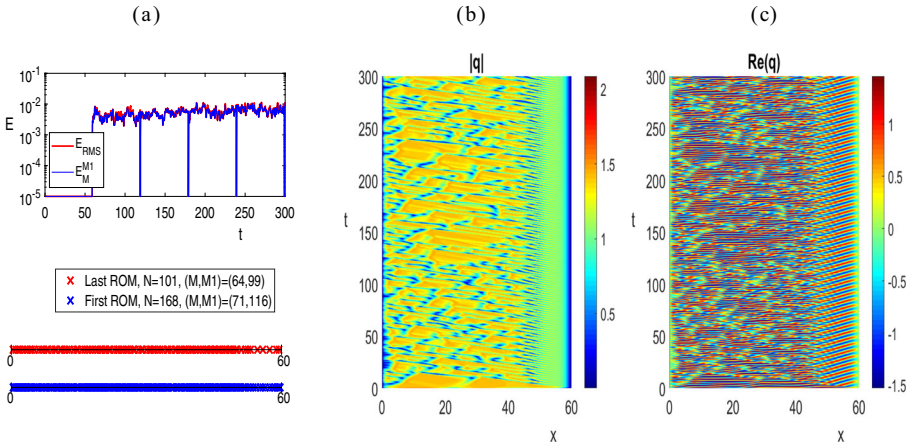 (a)
(b)
(c)
|q|
Re(q)
10^-1
10^-2
10^-3
10^-4
10^-5
E
E_RMS
E_M^M1
0 50 100 150 200 250 300
t
× Last ROM, N=101, (M,M1)=(64,99)
× First ROM, N=168, (M,M1)=(71,116)
0 60
0 60
300
250
200
150
100
50
0
t
0 20 40 60
x
2
1.5
1
0.5
300
250
200
150
100
50
0
t
0 20 40 60
x
1
0.5
0
-0.5
-1
-1.5